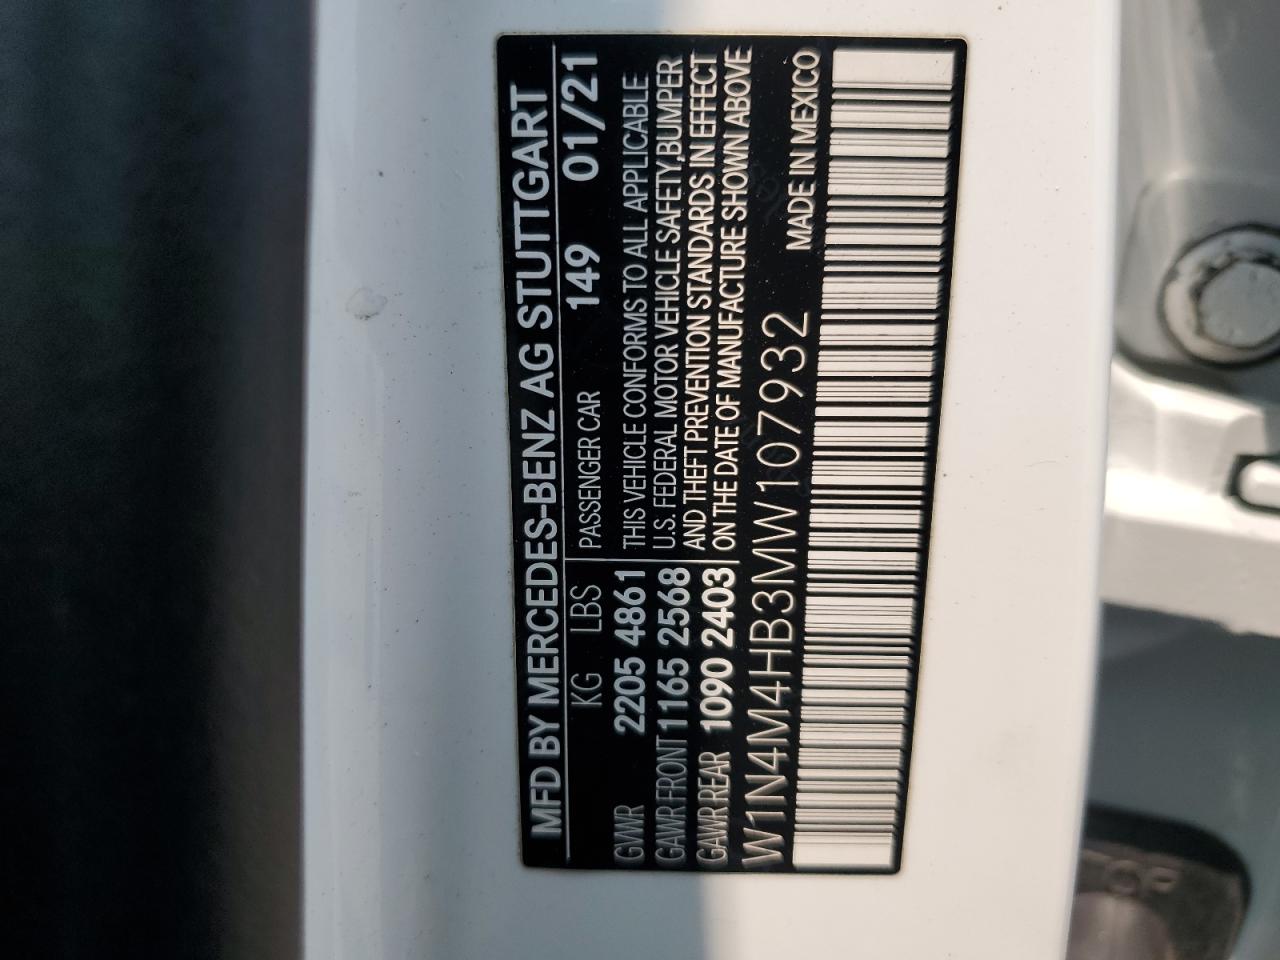 MFD BY MERCEDES-BENZ AG STUTTGART
KG LBS PASSENGER CAR 149 01/21
GWR 2205 4861 THIS VEHICLE CONFORMS TO ALL APPLICABLE
GAWR FRONT 1165 2568 U.S. FEDERAL MOTOR VEHICLE SAFETY,BUMPER
GAWR REAR 1090 2403 AND THEFT PREVENTION STANDARDS IN EFFECT
ON THE DATE OF MANUFACTURE SHOWN ABOVE
W1N4M4HB3MW107932 MADE IN MEXICO